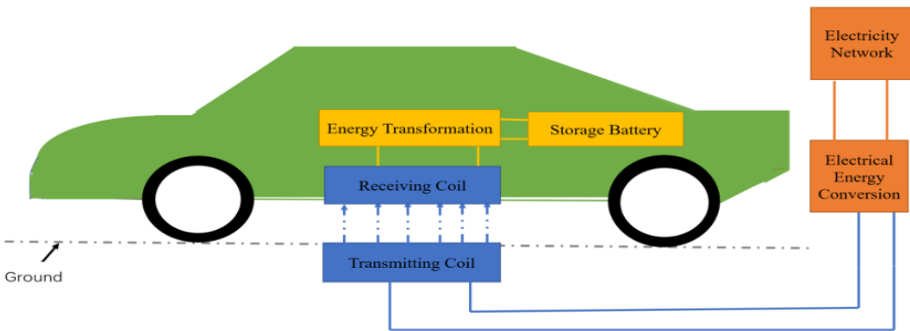 Electricity
Network
Energy Transformation
Storage Battery
Electrical
Energy
Conversion
Receiving Coil
Transmitting Coil
Ground